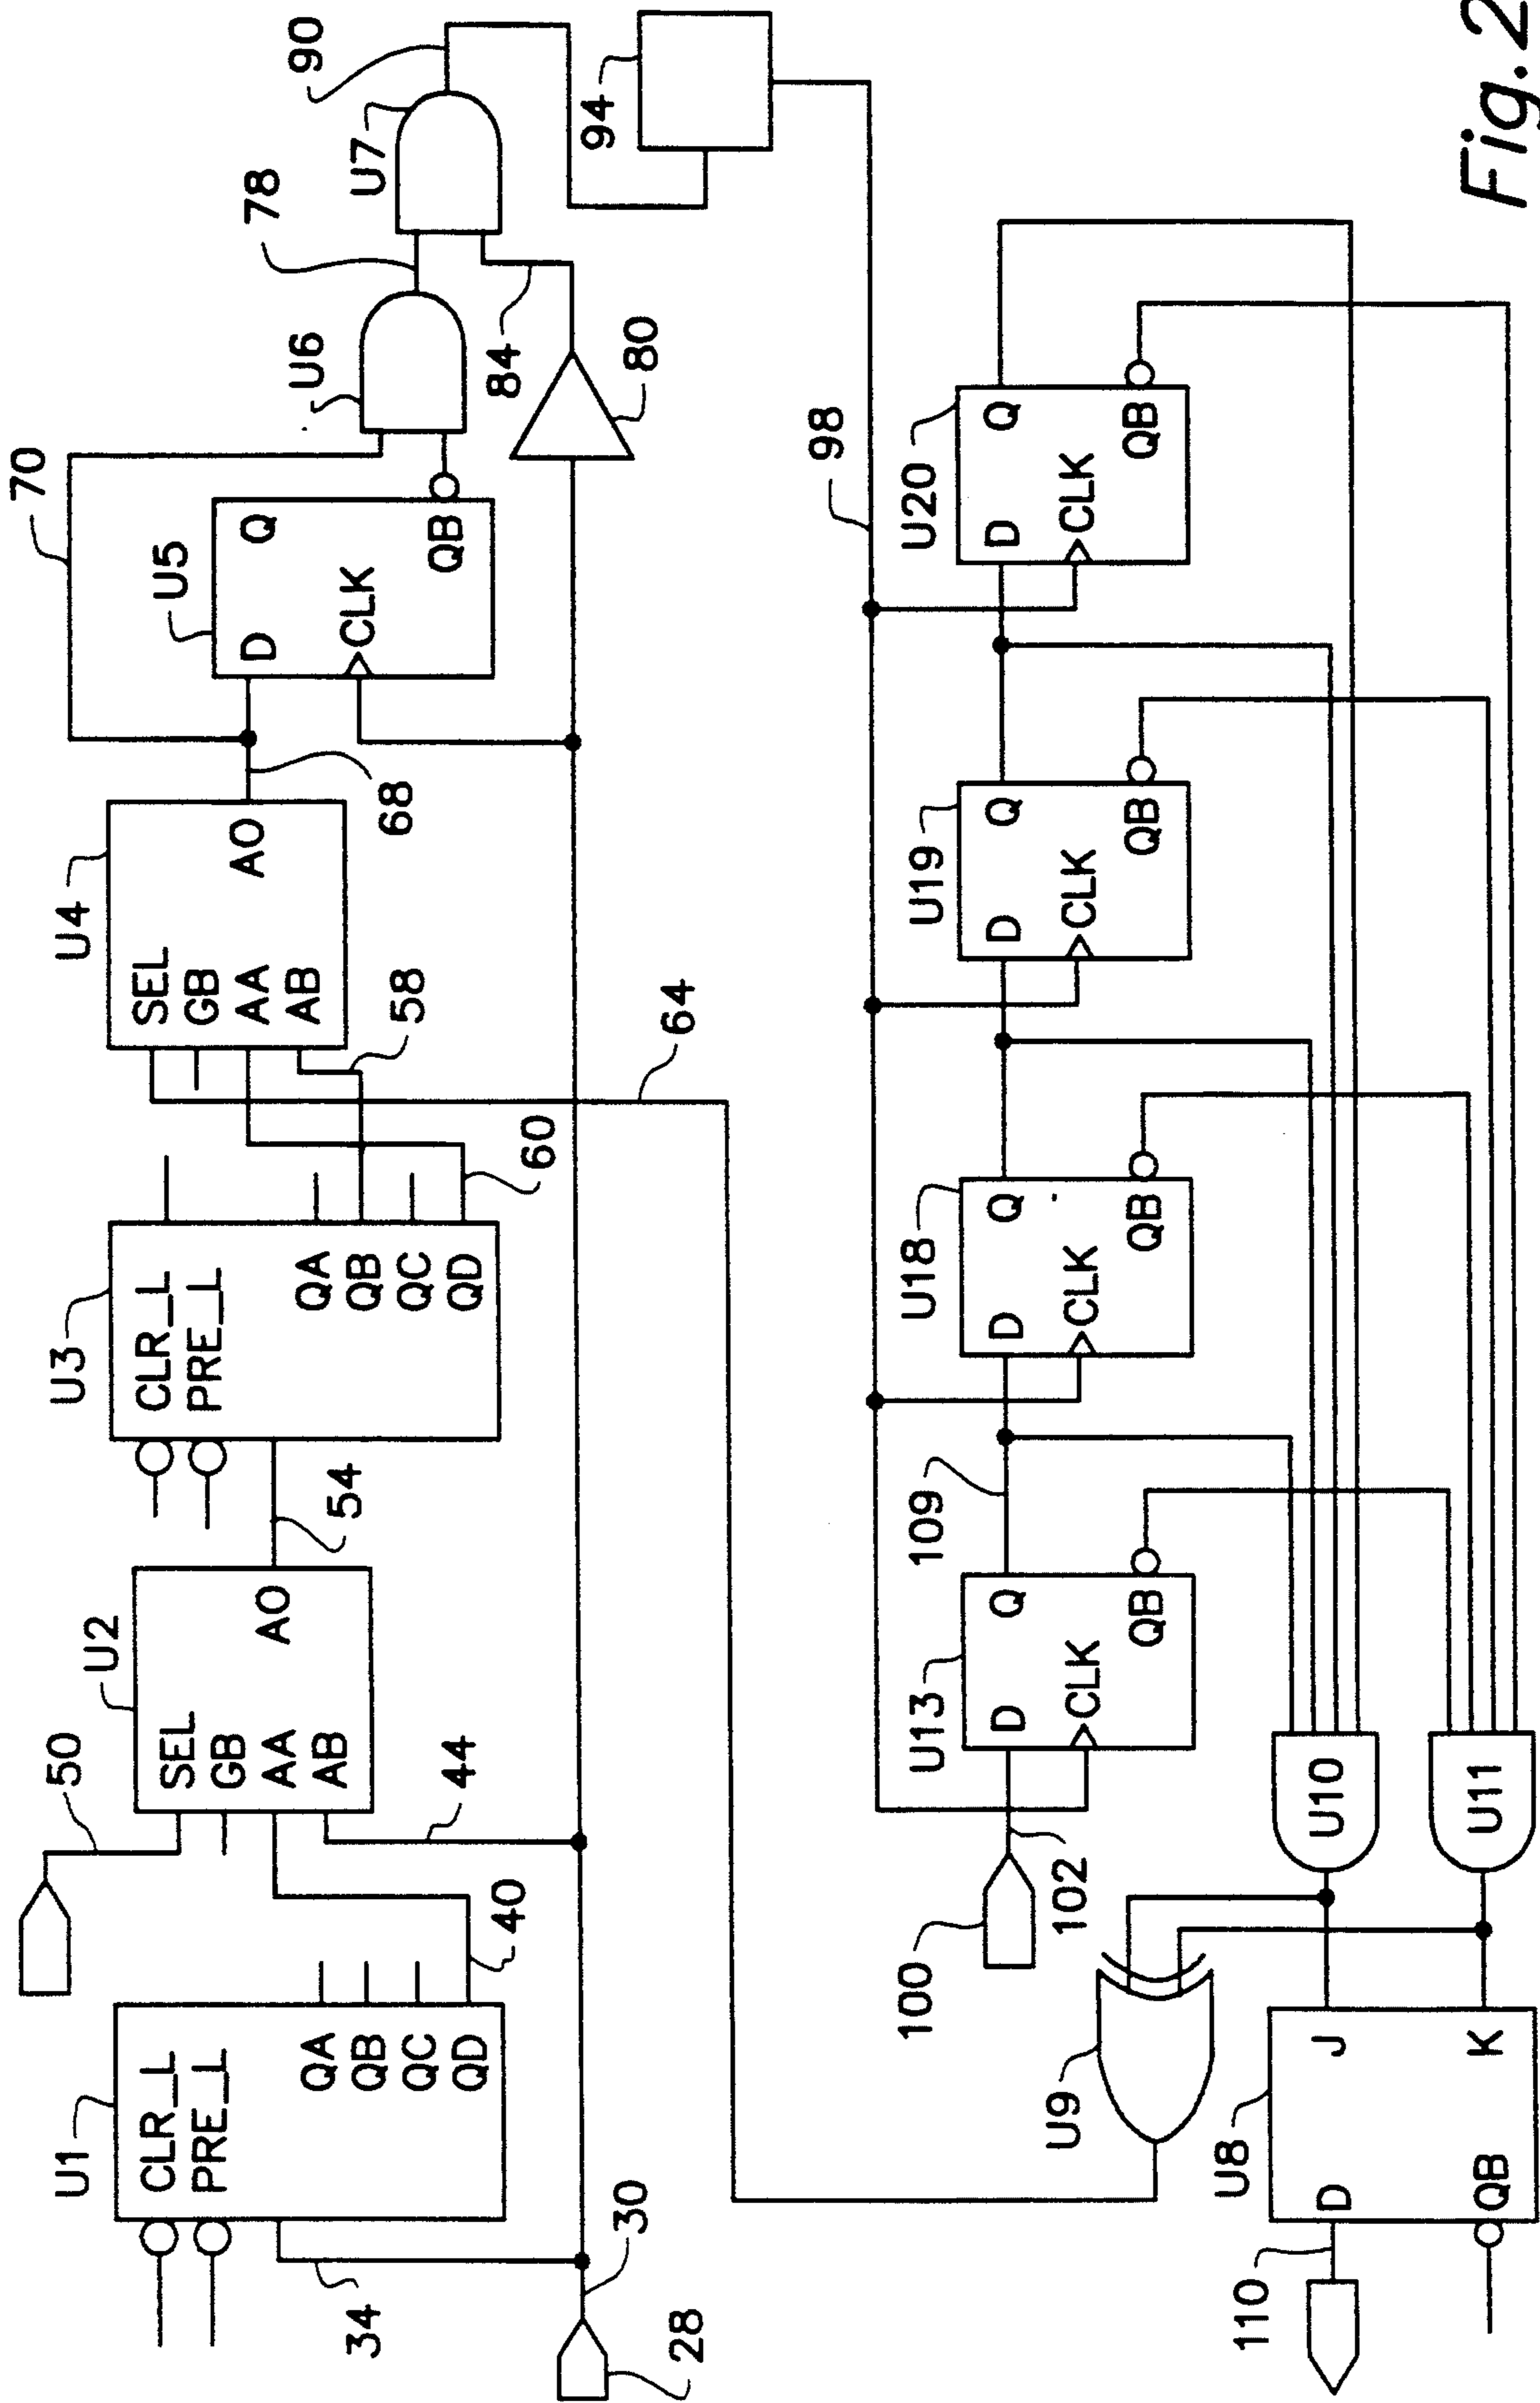 Fig.2
U1
CLR_L
PRE_L
QA
QB
QC
QD
34
28
30
40
50
U2
SEL
GB
AA
AB
AO
44
54
U3
CLR_L
PRE_L
QA
QB
QC
QD
60
58
64
U4
SEL
GB
AA
AB
AO
68
70
U5
D
Q
CLK
QB
U6
78
84
80
U7
90
94
98
100
102
U13
D
Q
CLK
QB
109
U18
D
Q
CLK
QB
U19
D
Q
CLK
QB
U20
D
Q
CLK
QB
U9
U10
U11
U8
D
J
QB
K
110